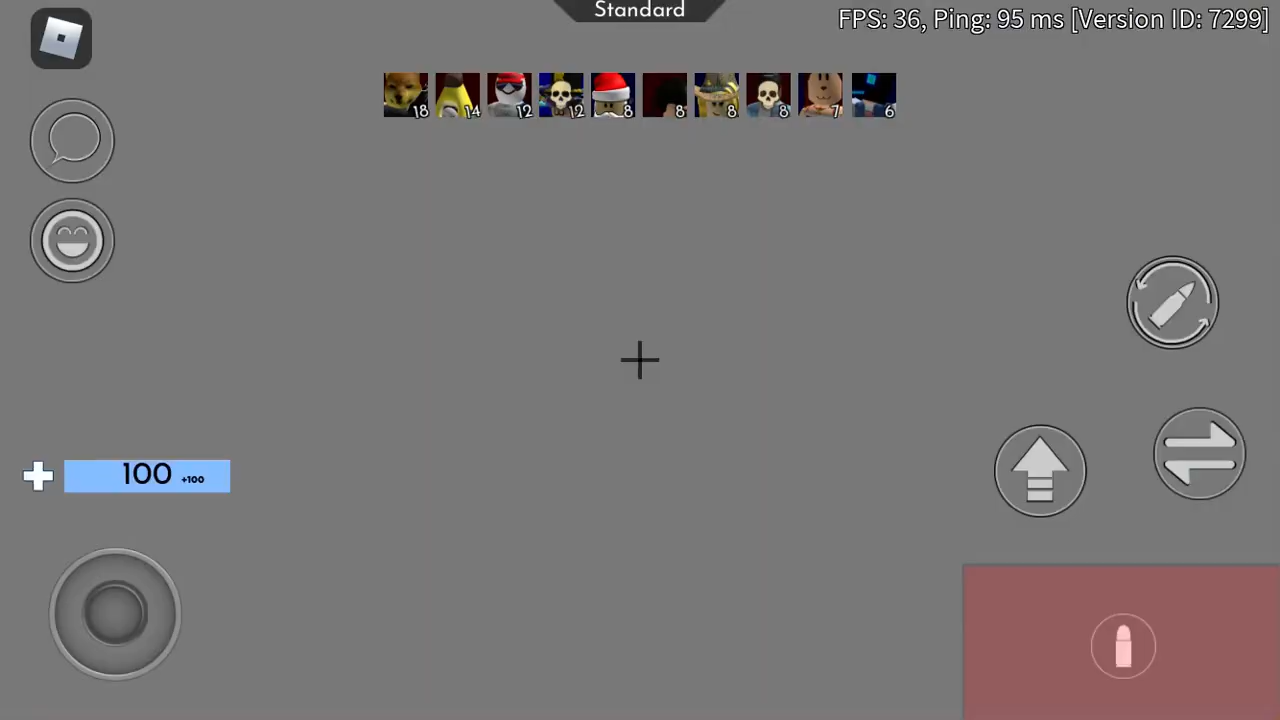 Standard
FPS: 36, Ping: 95 ms [Version ID: 7299]
18 14 12 12 8 8 8 8 7 6
100 +100